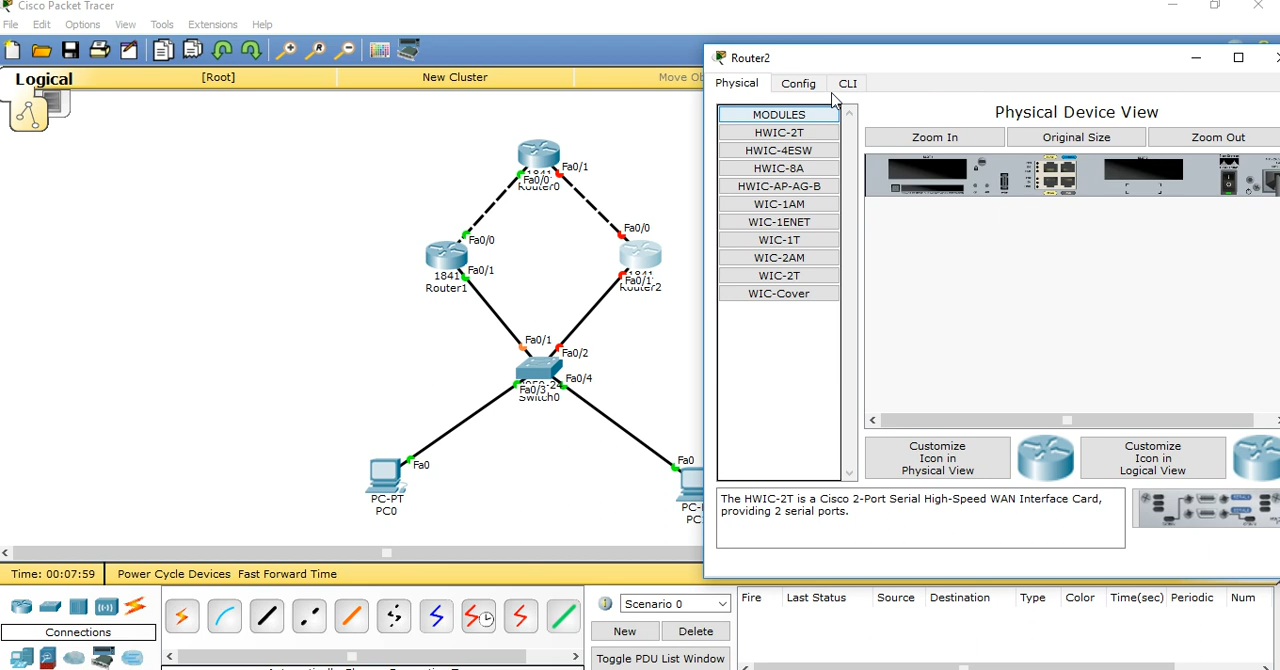 Cisco Packet Tracer
File Edit Options View Tools Extensions Help
Logical
[Root]
New Cluster
Move Ob
Fa0/1
1841
Fa0/0
Router0
Fa0/0
Fa0/1
1841
Router1
Fa0/0
1841
Fa0/1
Router2
Fa0/1
Fa0/2
Fa0/4
Fa0/3
Switch0
Fa0
PC-PT
PC0
Fa0
PC-
PC
Router2
Physical Config CLI
MODULES
HWIC-2T
HWIC-4ESW
HWIC-8A
HWIC-AP-AG-B
WIC-1AM
WIC-1ENET
WIC-1T
WIC-2AM
WIC-2T
WIC-Cover
Physical Device View
Zoom In
Original Size
Zoom Out
Customize
Icon in
Physical View
Customize
Icon in
Logical View
The HWIC-2T is a Cisco 2-Port Serial High-Speed WAN Interface Card,
providing 2 serial ports.
Time: 00:07:59
Power Cycle Devices Fast Forward Time
Connections
Scenario 0
New
Delete
Toggle PDU List Window
Fire Last Status Source Destination Type Color Time(sec) Periodic Num